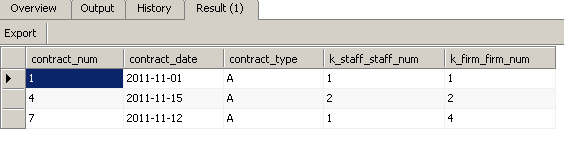 Overview Output History Result (1)
Export
contract_num contract_date contract_type k_staff_staff_num k_firm_firm_num
1 2011-11-01 A 1 1
4 2011-11-15 A 2 2
7 2011-11-12 A 1 4